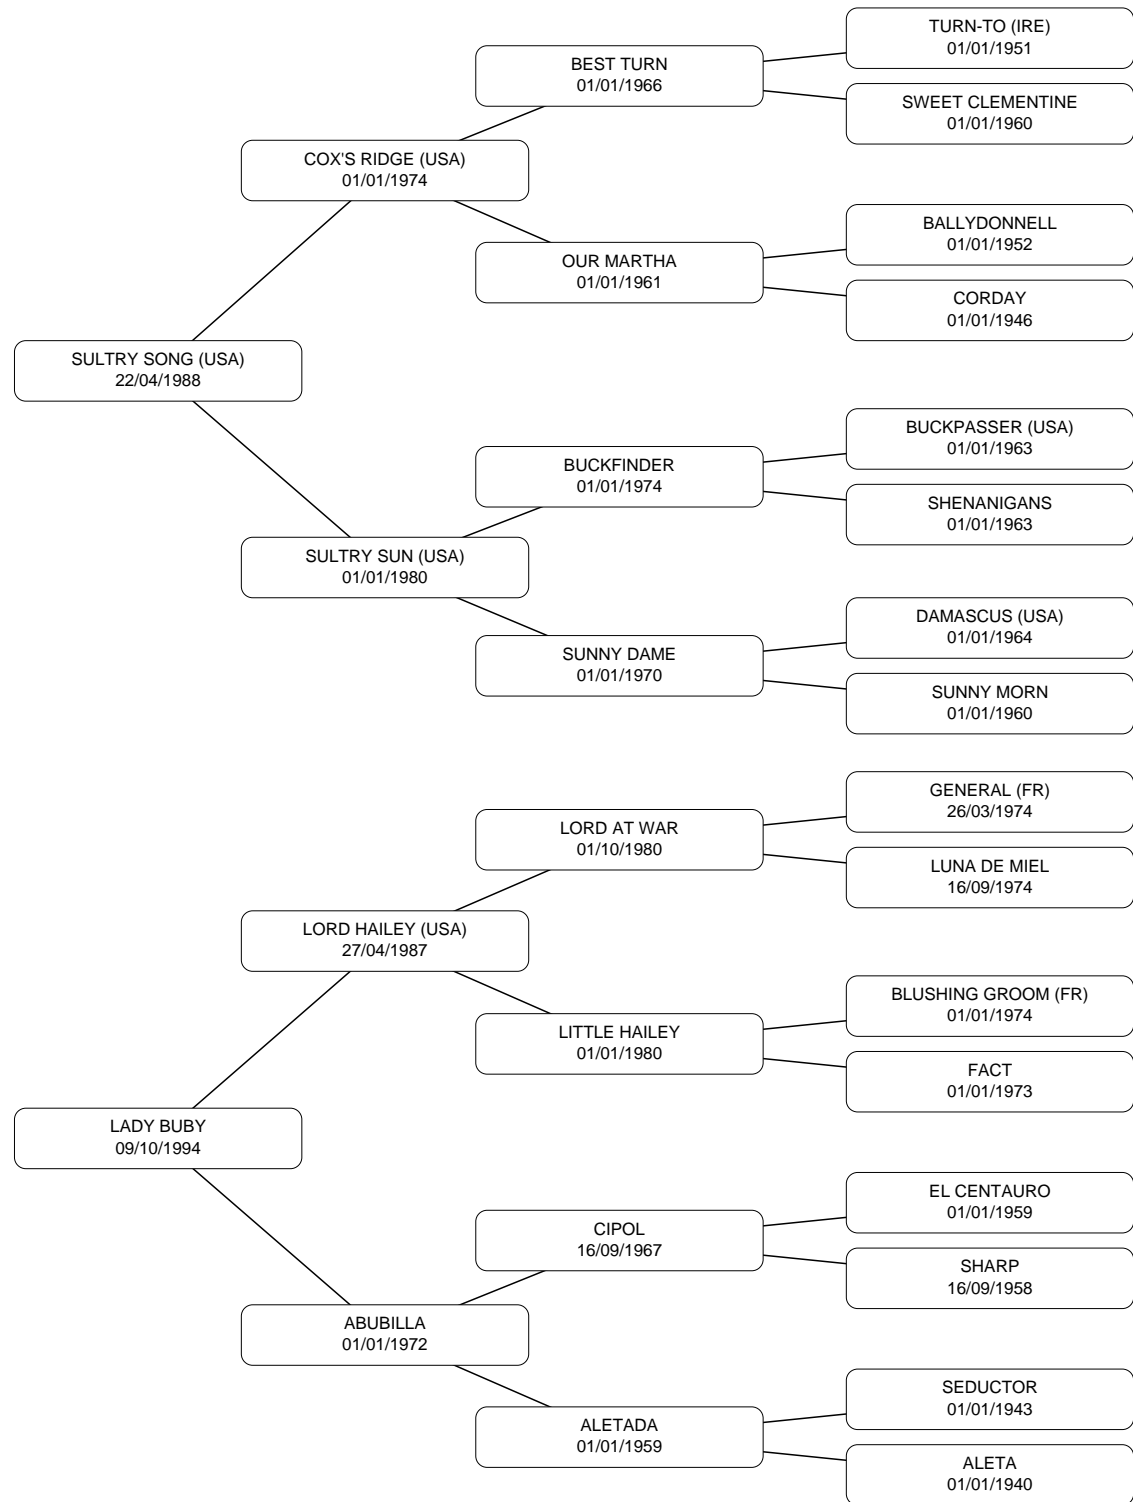 TURN-TO (IRE)
01/01/1951
BEST TURN
01/01/1966
SWEET CLEMENTINE
01/01/1960
COX'S RIDGE (USA)
01/01/1974
BALLYDONNELL
01/01/1952
OUR MARTHA
01/01/1961
CORDAY
01/01/1946
SULTRY SONG (USA)
22/04/1988
BUCKPASSER (USA)
01/01/1963
BUCKFINDER
01/01/1974
SHENANIGANS
01/01/1963
SULTRY SUN (USA)
01/01/1980
DAMASCUS (USA)
01/01/1964
SUNNY DAME
01/01/1970
SUNNY MORN
01/01/1960
GENERAL (FR)
26/03/1974
LORD AT WAR
01/10/1980
LUNA DE MIEL
16/09/1974
LORD HAILEY (USA)
27/04/1987
BLUSHING GROOM (FR)
01/01/1974
LITTLE HAILEY
01/01/1980
FACT
01/01/1973
LADY BUBY
09/10/1994
EL CENTAURO
01/01/1959
CIPOL
16/09/1967
SHARP
16/09/1958
ABUBILLA
01/01/1972
SEDUCTOR
01/01/1943
ALETADA
01/01/1959
ALETA
01/01/1940